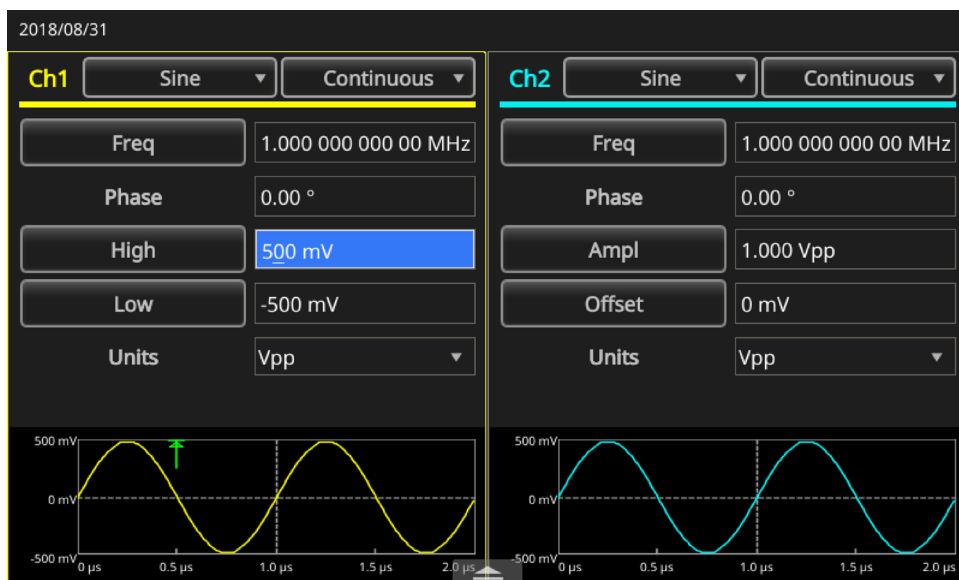 2018/08/31
Ch1 Sine Continuous
Freq 1.000 000 000 00 MHz
Phase 0.00 °
High 500 mV
Low -500 mV
Units Vpp
500 mV
0 mV
-500 mV
0 µs 0.5 µs 1.0 µs 1.5 µs 2.0 µs
Ch2 Sine Continuous
Freq 1.000 000 000 00 MHz
Phase 0.00 °
Ampl 1.000 Vpp
Offset 0 mV
Units Vpp
500 mV
0 mV
-500 mV
0 µs 0.5 µs 1.0 µs 1.5 µs 2.0 µs